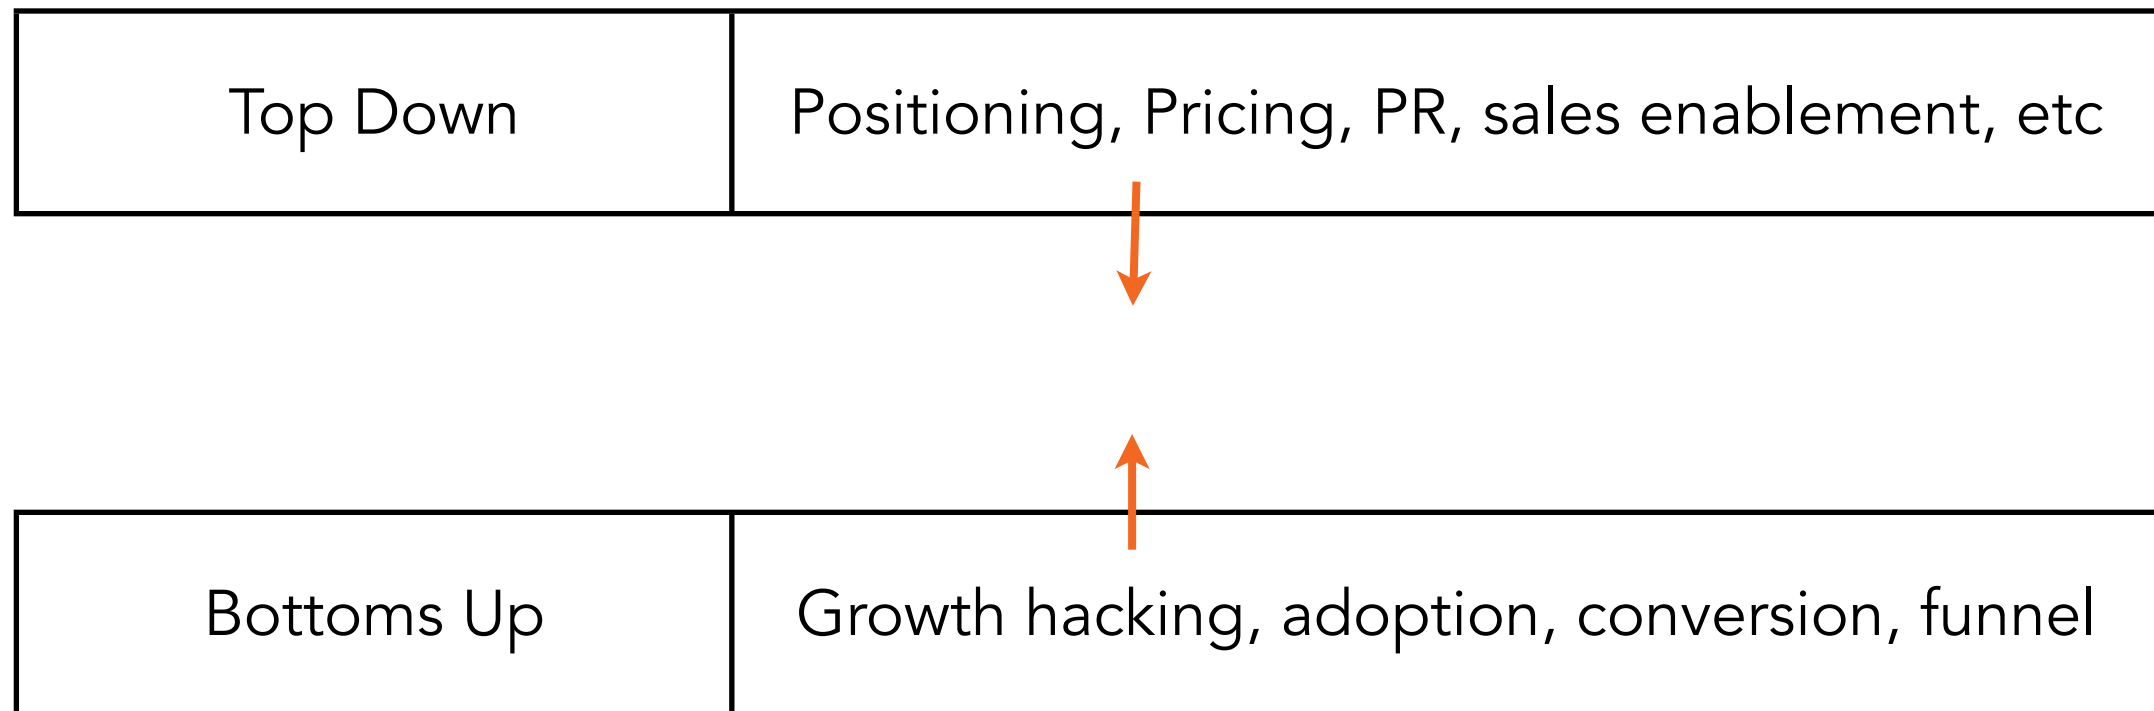 Top Down
Positioning, Pricing, PR, sales enablement, etc
Bottoms Up
Growth hacking, adoption, conversion, funnel